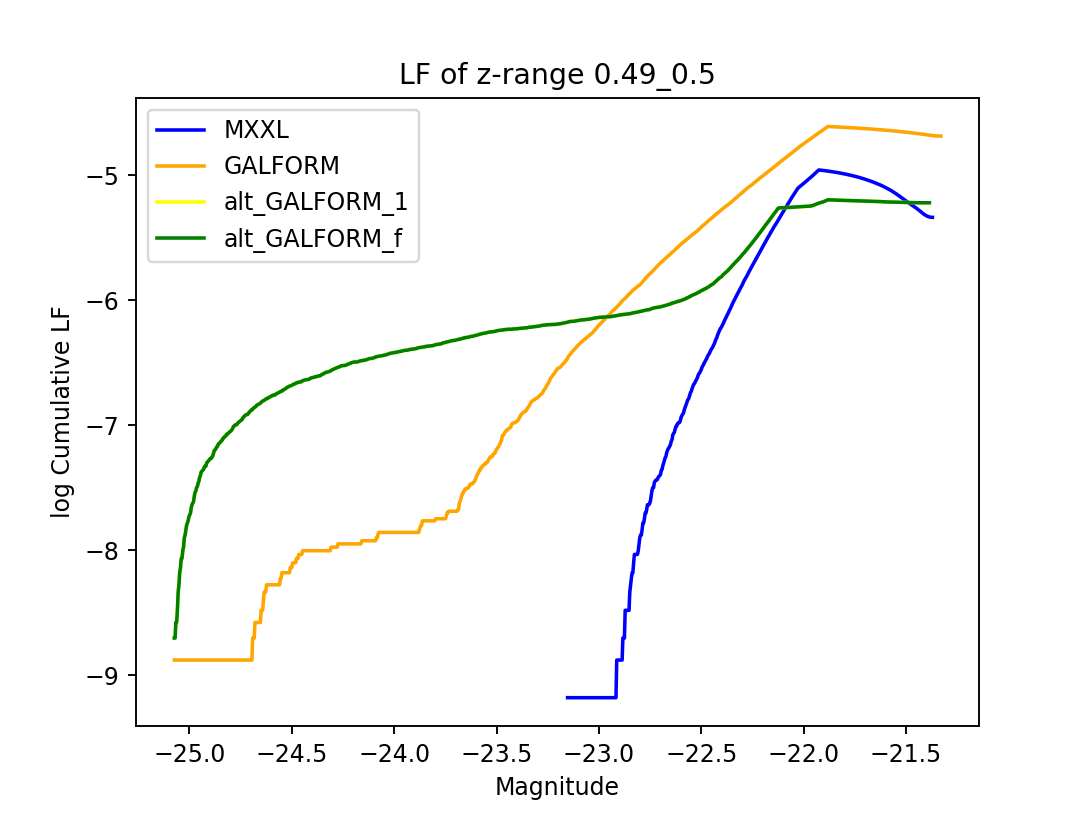 LF of z-range 0.49_0.5
MXXL
GALFORM
alt_GALFORM_1
alt_GALFORM_f
log Cumulative LF
−5
−6
−7
−8
−9
−25.0 −24.5 −24.0 −23.5 −23.0 −22.5 −22.0 −21.5
Magnitude